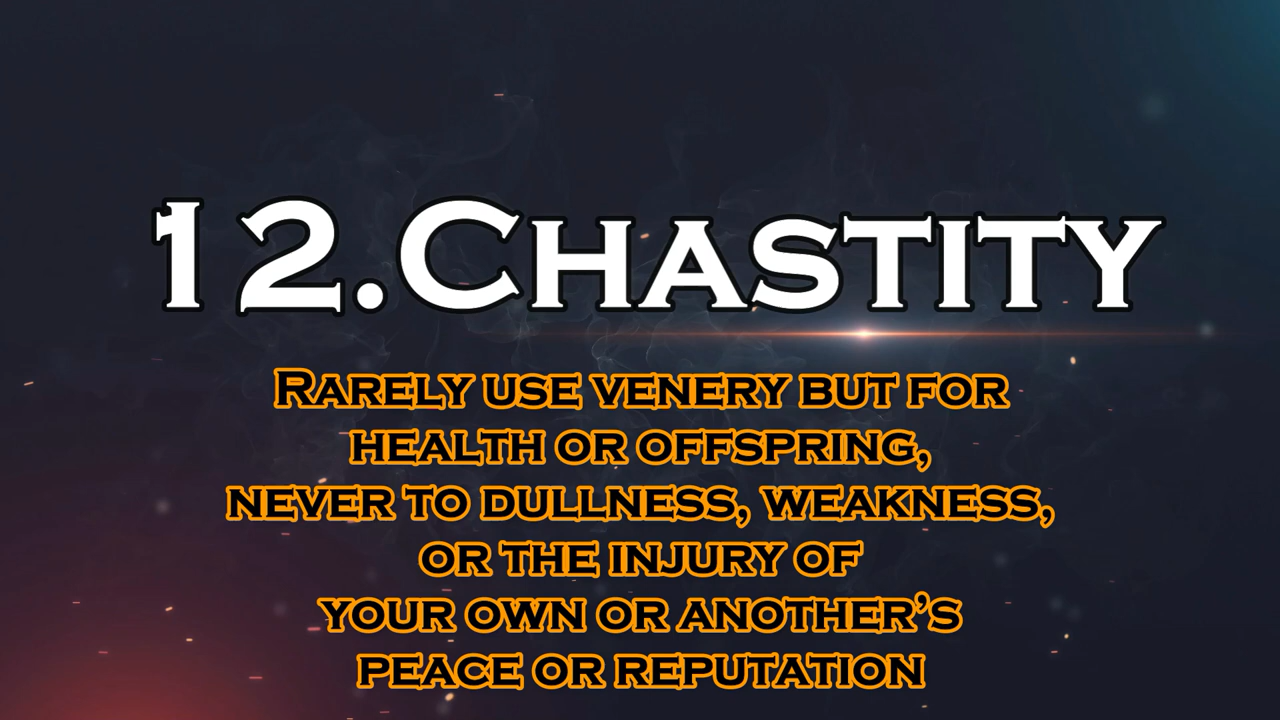 12.Chastity
Rarely use venery but for
health or offspring,
never to dullness, weakness,
or the injury of
your own or another’s
peace or reputation